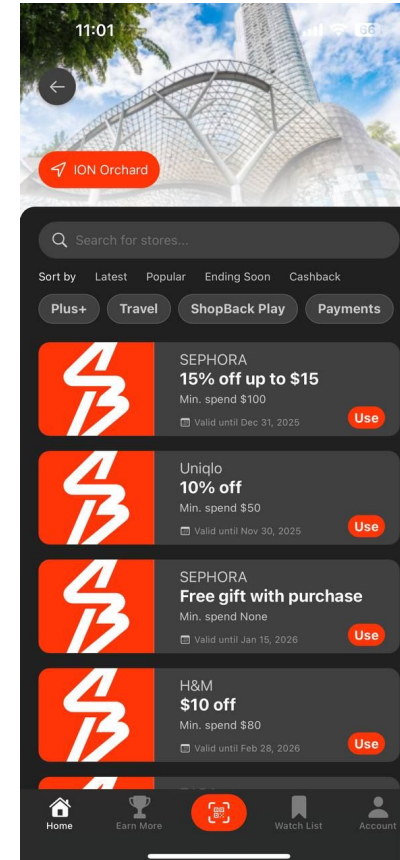 11:01
86
ION Orchard
Search for stores...
Sort by Latest Popular Ending Soon Cashback
Plus+ Travel ShopBack Play Payments
SEPHORA
15% off up to $15
Min. spend $100
Valid until Dec 31, 2025
Use
Uniqlo
10% off
Min. spend $50
Valid until Nov 30, 2025
Use
SEPHORA
Free gift with purchase
Min. spend None
Valid until Jan 15, 2026
Use
H&M
$10 off
Min. spend $80
Valid until Feb 28, 2026
Use
Home Earn More Watch List Account